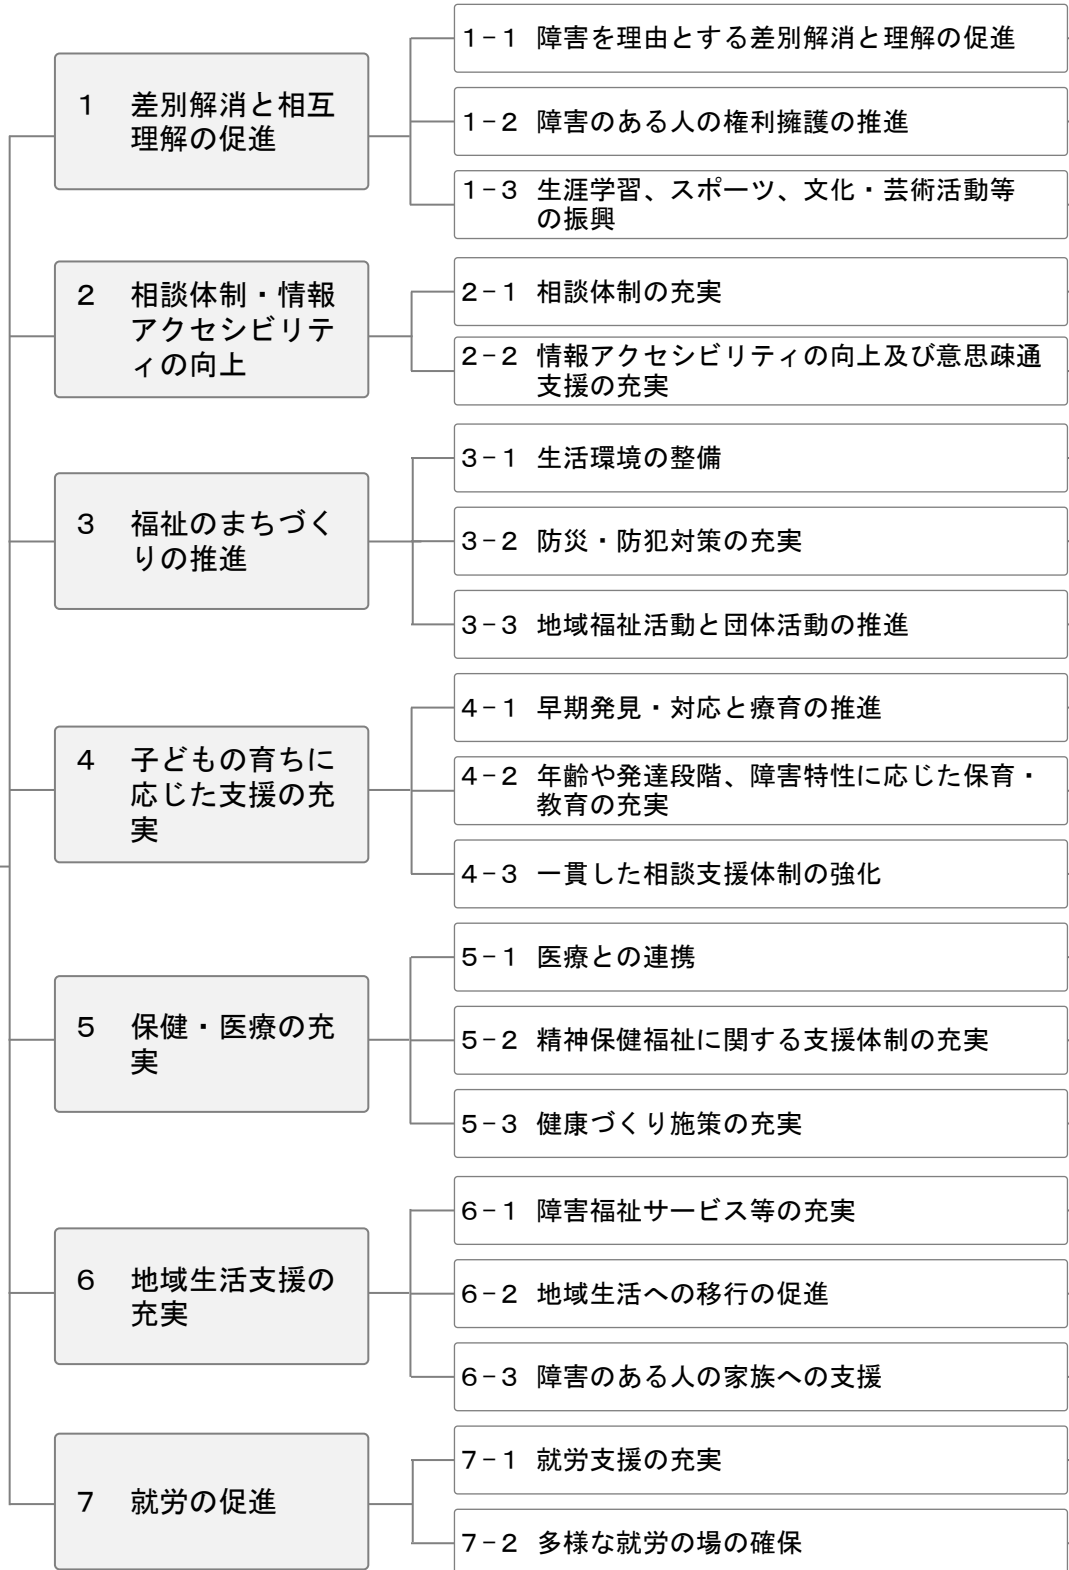 1 差別解消と相互
理解の促進
1-1 障害を理由とする差別解消と理解の促進
1-2 障害のある人の権利擁護の推進
1-3 生涯学習、スポーツ、文化・芸術活動等
の振興
2 相談体制・情報
アクセシビリテ
ィの向上
2-1 相談体制の充実
2-2 情報アクセシビリティの向上及び意思疎通
支援の充実
3 福祉のまちづく
りの推進
3-1 生活環境の整備
3-2 防災・防犯対策の充実
3-3 地域福祉活動と団体活動の推進
4 子どもの育ちに
応じた支援の充
実
4-1 早期発見・対応と療育の推進
4-2 年齢や発達段階、障害特性に応じた保育・
教育の充実
4-3 一貫した相談支援体制の強化
5 保健・医療の充
実
5-1 医療との連携
5-2 精神保健福祉に関する支援体制の充実
5-3 健康づくり施策の充実
6 地域生活支援の
充実
6-1 障害福祉サービス等の充実
6-2 地域生活への移行の促進
6-3 障害のある人の家族への支援
7 就労の促進
7-1 就労支援の充実
7-2 多様な就労の場の確保